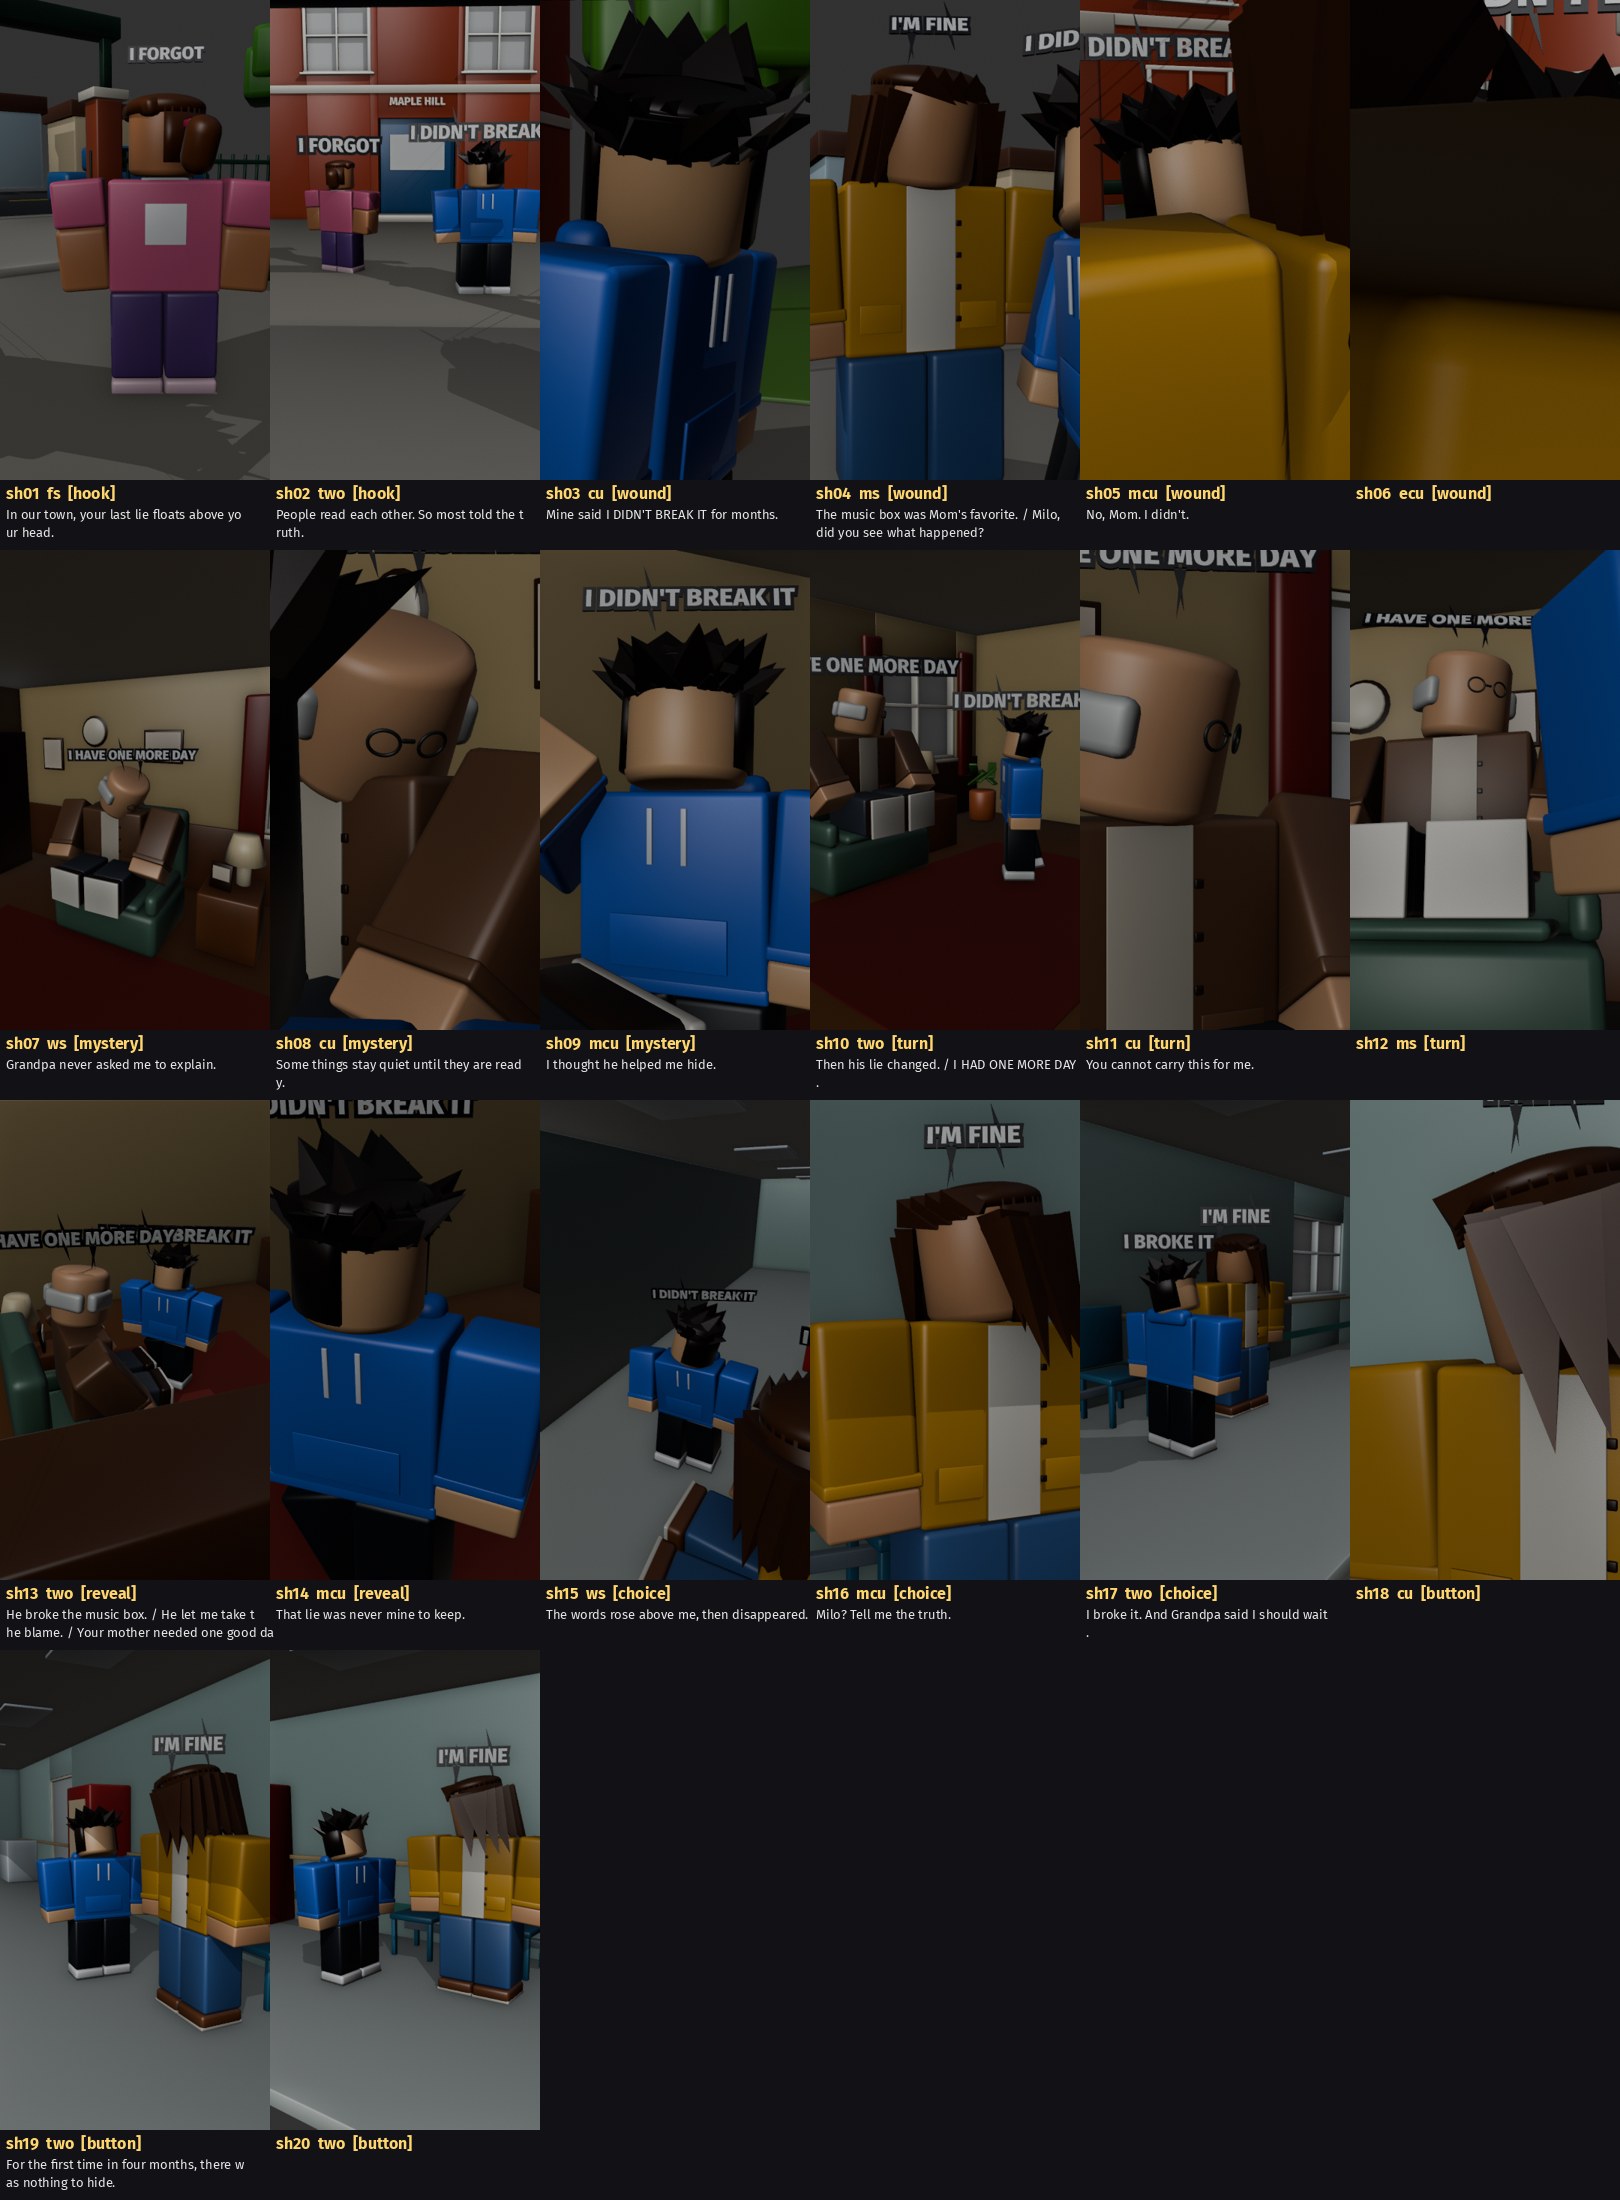 I FORGOT
MAPLE HILL
I FORGOT
I DIDN'T BREAK
I'M FINE
I DID
DIDN'T BREA
sh01 fs [hook]
In our town, your last lie floats above yo
ur head.
sh02 two [hook]
People read each other. So most told the t
ruth.
sh03 cu [wound]
Mine said I DIDN'T BREAK IT for months.
sh04 ms [wound]
The music box was Mom's favorite. / Milo,
did you see what happened?
sh05 mcu [wound]
No, Mom. I didn't.
sh06 ecu [wound]
I HAVE ONE MORE DAY
I DIDN'T BREAK IT
E ONE MORE DAY
I DIDN'T BREAK
E ONE MORE DAY
I HAVE ONE MORE
sh07 ws [mystery]
Grandpa never asked me to explain.
sh08 cu [mystery]
Some things stay quiet until they are read
y.
sh09 mcu [mystery]
I thought he helped me hide.
sh10 two [turn]
Then his lie changed. / I HAD ONE MORE DAY
.
sh11 cu [turn]
You cannot carry this for me.
sh12 ms [turn]
HAVE ONE MORE DAY
BREAK IT
DIDN'T BREAK IT
I DIDN'T BREAK IT
I'M FINE
I'M FINE
I BROKE IT
sh13 two [reveal]
He broke the music box. / He let me take t
he blame. / Your mother needed one good da
sh14 mcu [reveal]
That lie was never mine to keep.
sh15 ws [choice]
The words rose above me, then disappeared.
sh16 mcu [choice]
Milo? Tell me the truth.
sh17 two [choice]
I broke it. And Grandpa said I should wait
.
sh18 cu [button]
I'M FINE
I'M FINE
sh19 two [button]
For the first time in four months, there w
as nothing to hide.
sh20 two [button]